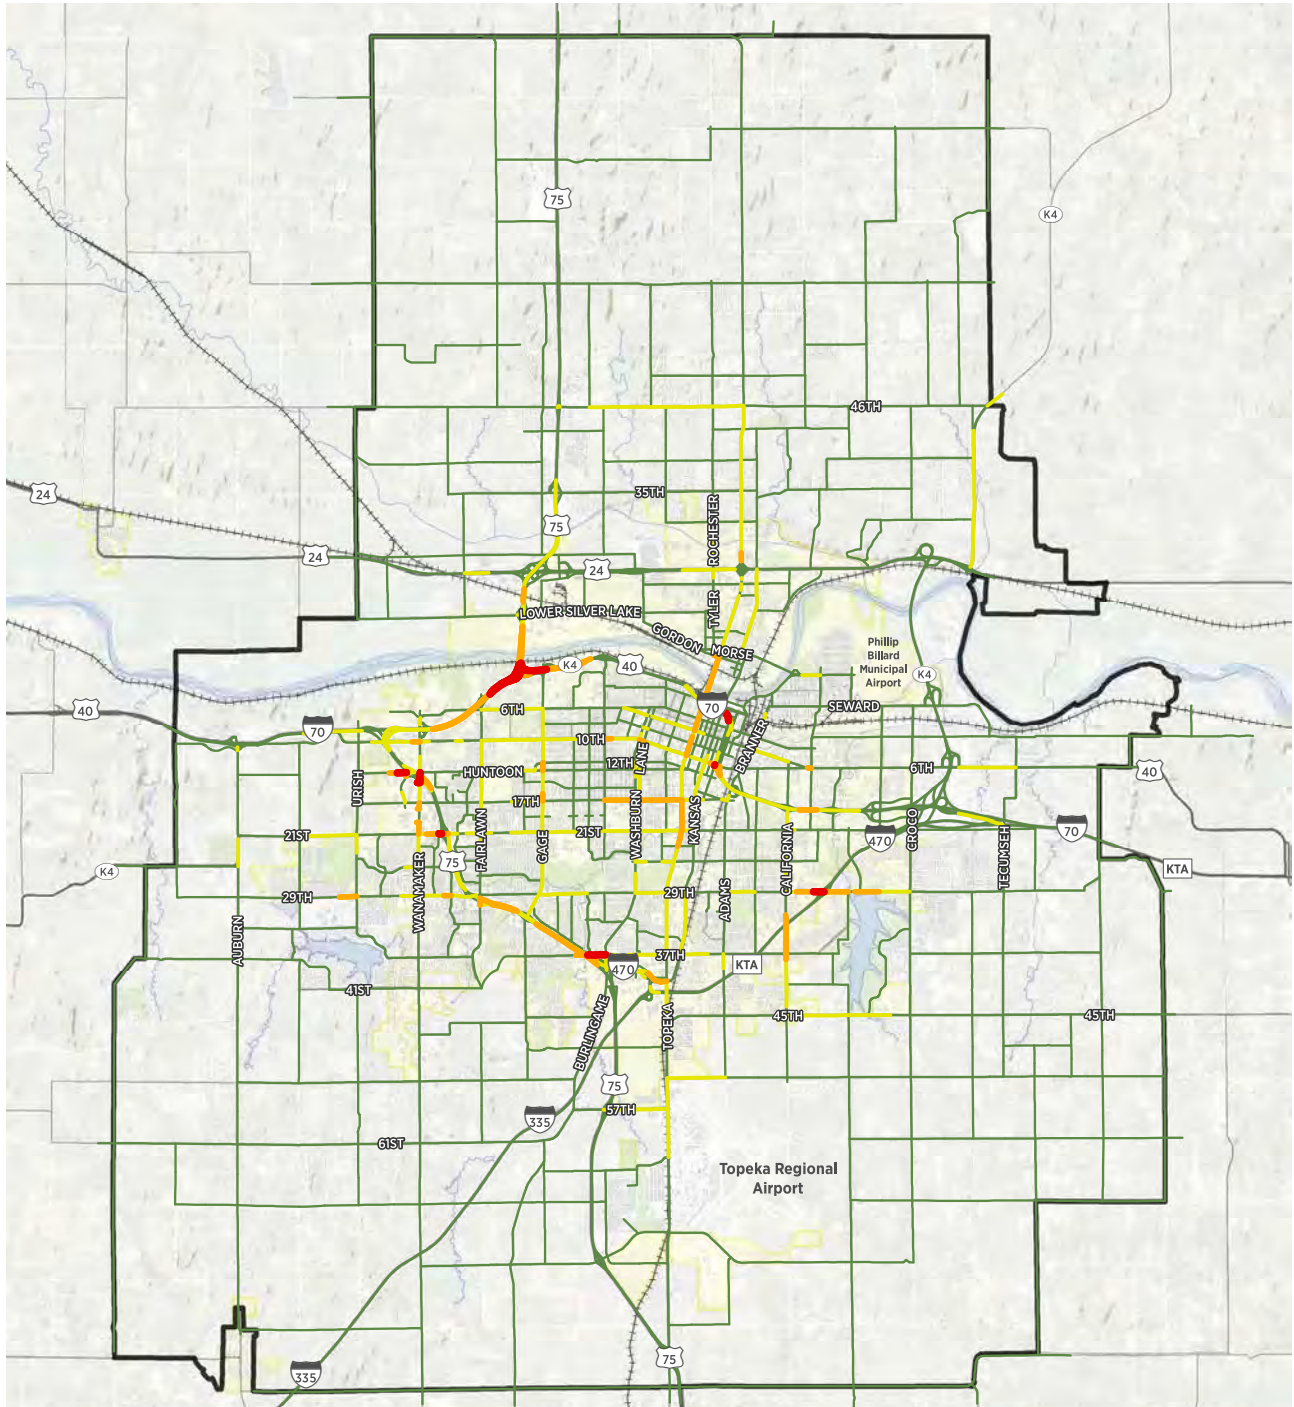 75
K4
46TH
24
35TH
ROCHESTER
75
24
24
TYLER
LOWER SILVER LAKE
GORDON
MORSE
Phillip
Billard
Municipal
Airport
K4
40
K4
40
70
6TH
70
SEWARD
10TH
BRANNER
LANE
12TH
HUNTOON
6TH
40
URISH
17TH
21ST
21ST
WASHBURN
KANSAS
CALIFORNIA
CROCO
70
470
FAIRLAWN
GAGE
TECUMSEH
75
K4
KTA
WANAMAKER
29TH
29TH
ADAMS
AUBURN
37TH
470
KTA
41ST
BURLINGAME
TOPEKA
45TH
45TH
75
57TH
335
61ST
Topeka Regional
Airport
75
335